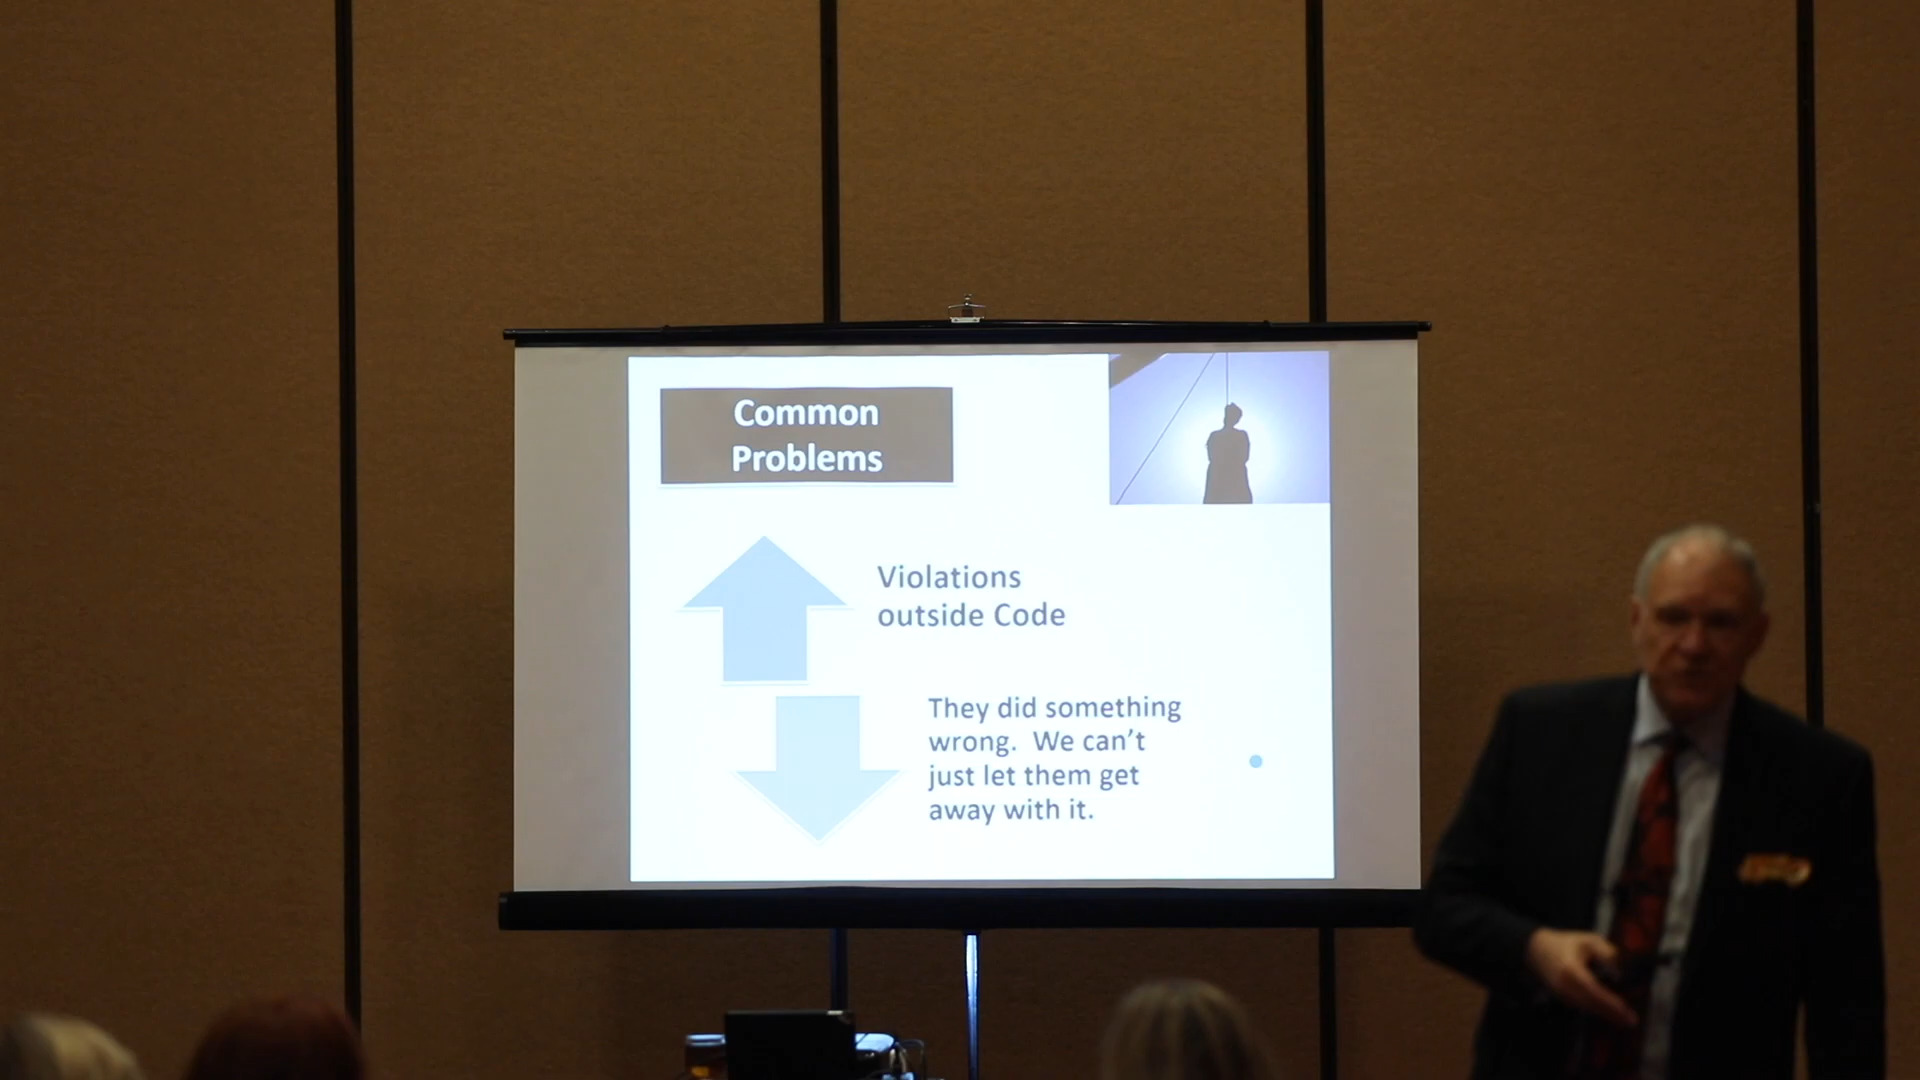 Common
Problems
Violations
outside Code
They did something
wrong. We can't
just let them get
away with it.